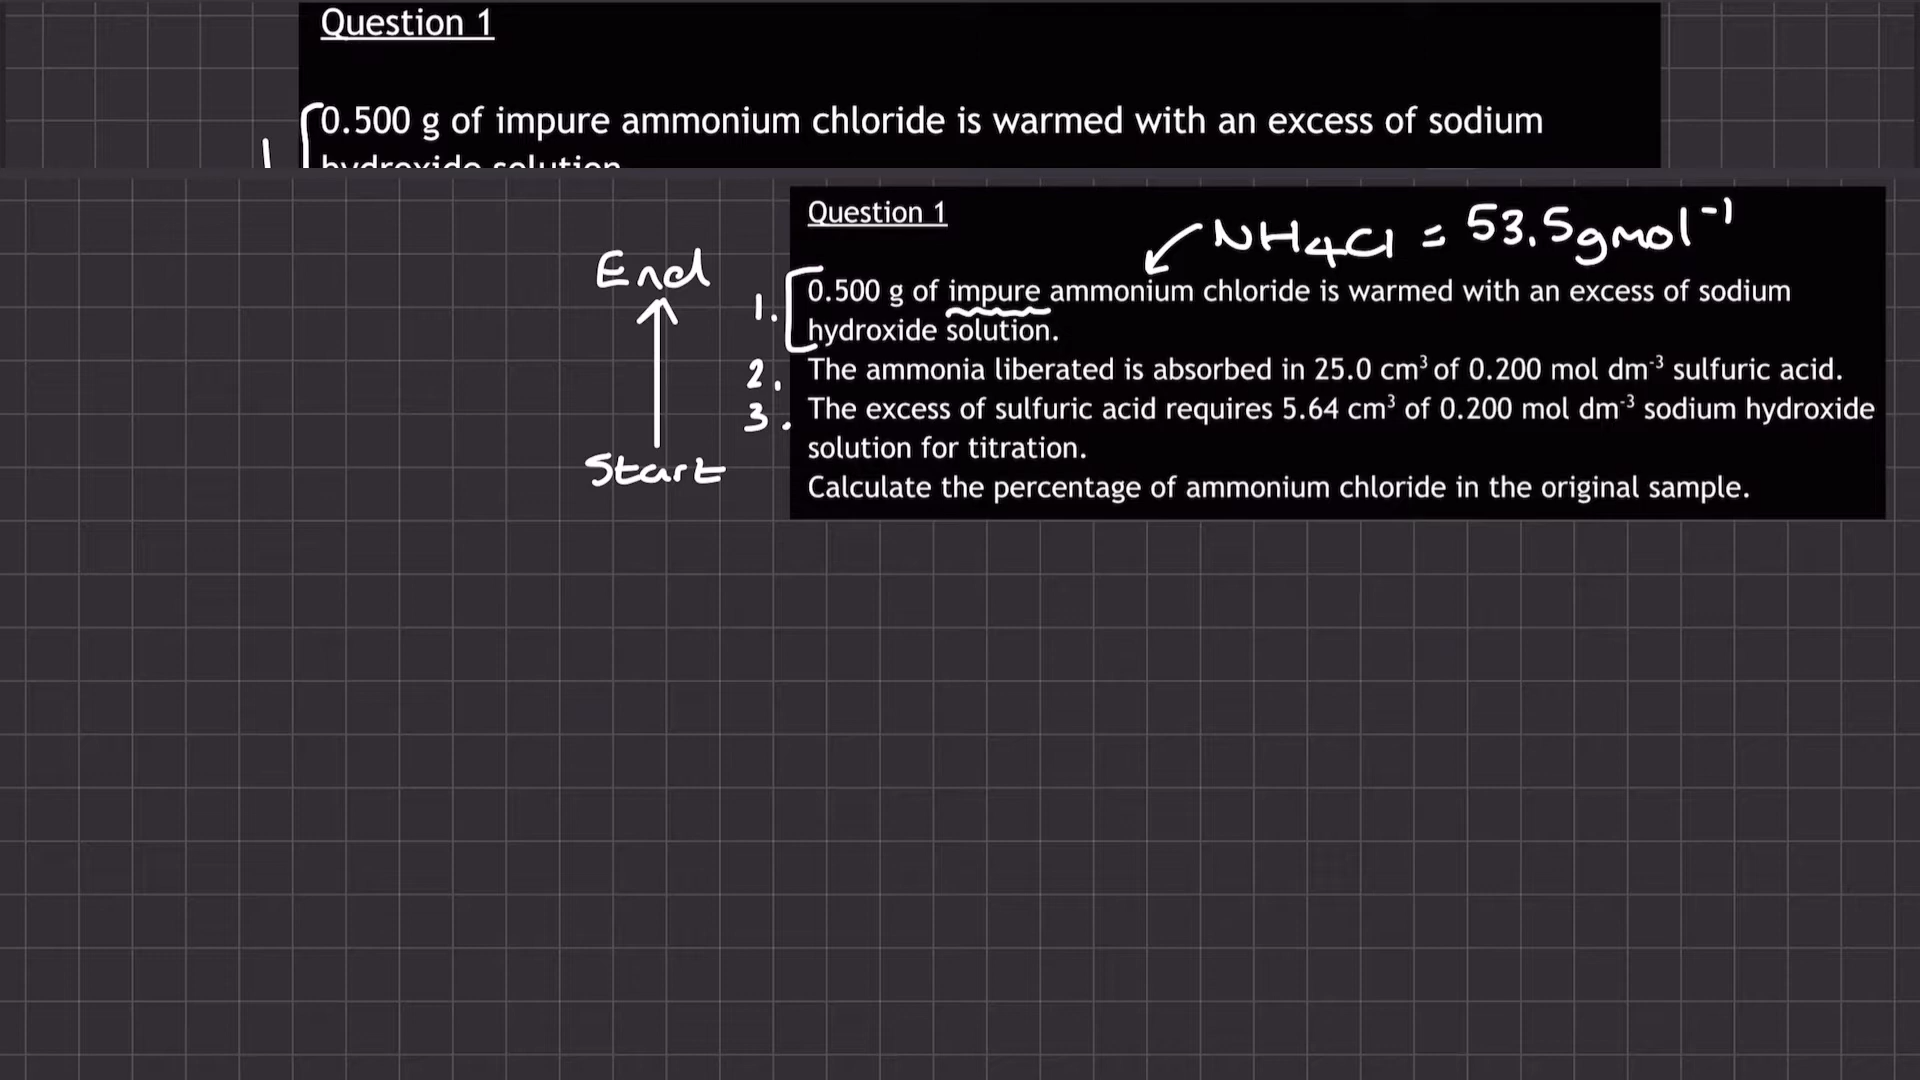 Question 1
0.500 g of impure ammonium chloride is warmed with an excess of sodium
hydroxide solution
Question 1
NH4Cl = 53.5gmol⁻¹
End
1.
0.500 g of impure ammonium chloride is warmed with an excess of sodium
hydroxide solution.
2. The ammonia liberated is absorbed in 25.0 cm³ of 0.200 mol dm⁻³ sulfuric acid.
3. The excess of sulfuric acid requires 5.64 cm³ of 0.200 mol dm⁻³ sodium hydroxide
solution for titration.
Start
Calculate the percentage of ammonium chloride in the original sample.